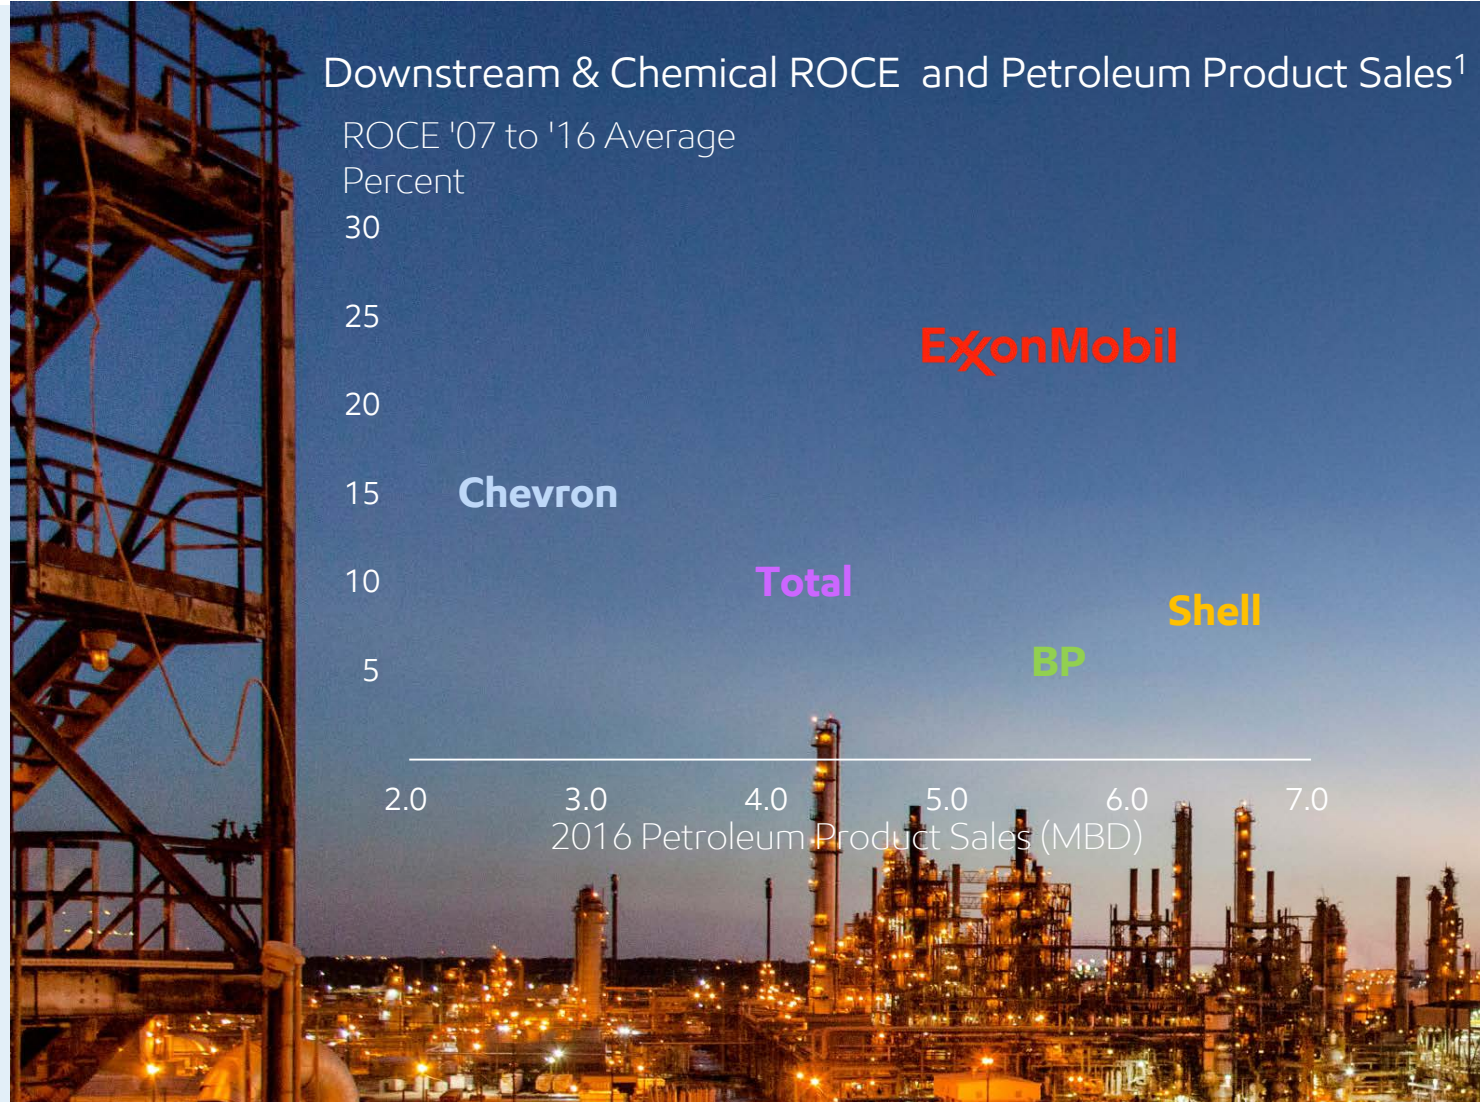 Downstream & Chemical ROCE and Petroleum Product Sales1
ROCE '07 to '16 Average
Percent
30
25
ExxonMobil
20
15
Chevron
10
Total
Shell
BP
5
2.0 3.0 4.0 5.0 6.0 7.0
2016 Petroleum Product Sales (MBD)